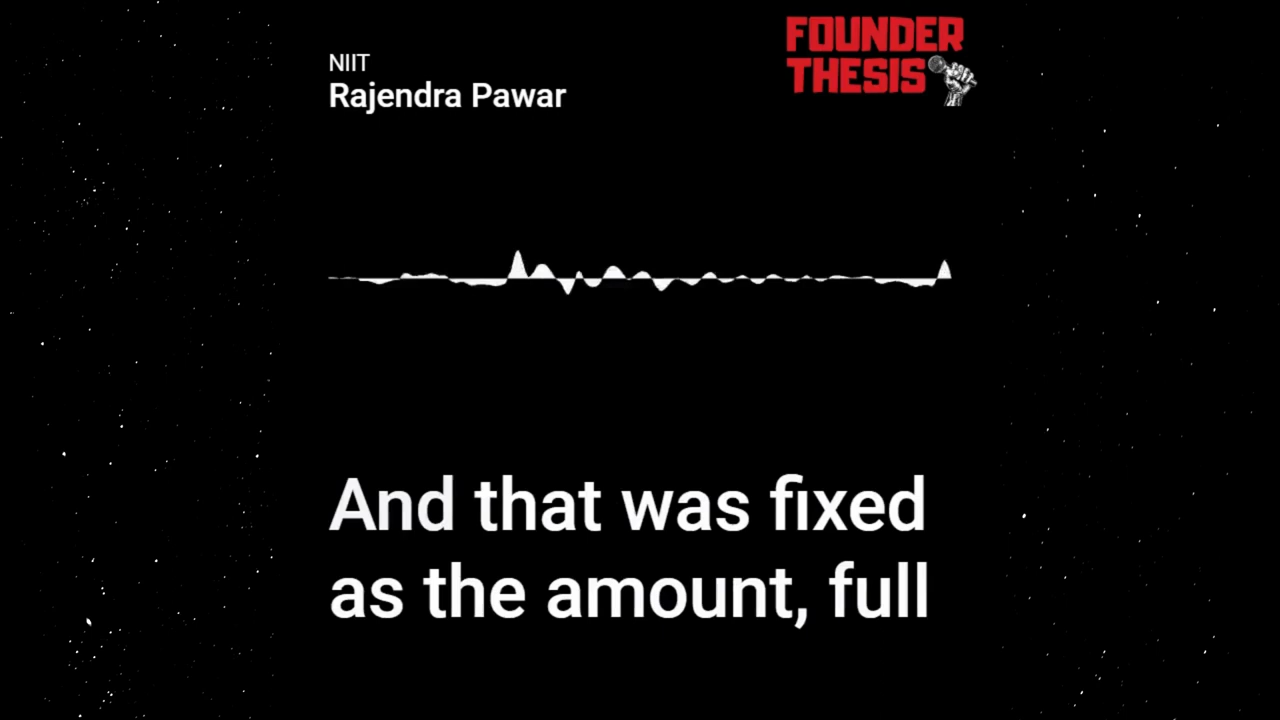 NIIT
Rajendra Pawar
FOUNDER
THESIS
And that was fixed
as the amount, full